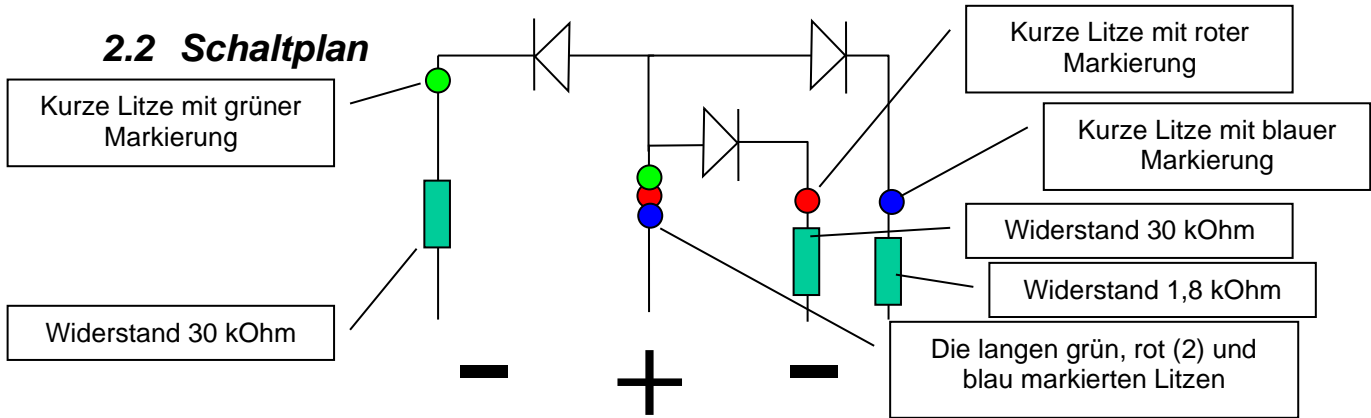 2.2 Schaltplan
Kurze Litze mit grüner
Markierung
Kurze Litze mit roter
Markierung
Kurze Litze mit blauer
Markierung
Widerstand 30 kOhm
Widerstand 1,8 kOhm
Widerstand 30 kOhm
Die langen grün, rot (2) und
blau markierten Litzen
- + -